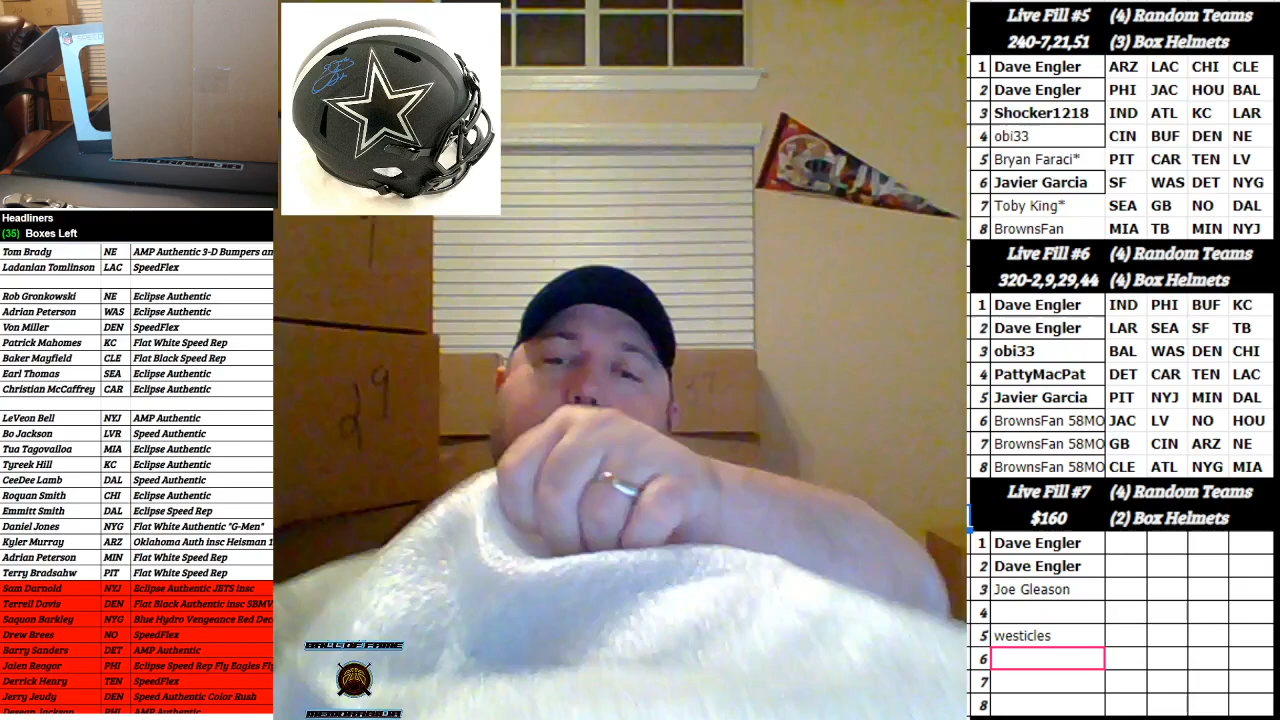 Headliners
(35) Boxes Left
Tom Brady NE AMP Authentic 3-D Bumpers an
Ladanian Tomlinson LAC SpeedFlex
Rob Gronkowski NE Eclipse Authentic
Adrian Peterson WAS Eclipse Authentic
Von Miller DEN SpeedFlex
Patrick Mahomes KC Flat White Speed Rep
Baker Mayfield CLE Flat Black Speed Rep
Earl Thomas SEA Eclipse Authentic
Christian McCaffrey CAR Eclipse Authentic
LeVeon Bell NYJ AMP Authentic
Bo Jackson LVR Speed Authentic
Tua Tagovailoa MIA Eclipse Authentic
Tyreek Hill KC Eclipse Authentic
CeeDee Lamb DAL Speed Authentic
Roquan Smith CHI Eclipse Authentic
Emmitt Smith DAL Eclipse Speed Rep
Daniel Jones NYG Flat White Authentic "G-Men"
Kyler Murray ARZ Oklahoma Auth insc Heisman 1
Adrian Peterson MIN Flat White Speed Rep
Terry Bradsahw PIT Flat White Speed Rep
Sam Darnold NYJ Eclipse Authentic JETS insc
Terrell Davis DEN Flat Black Authentic insc SBMV
Saquon Barkley NYG Blue Hydro Vengeance Red Dec
Drew Brees NO SpeedFlex
Barry Sanders DET AMP Authentic
Jalen Reagor PHI Eclipse Speed Rep Fly Eagles Fl
Derrick Henry TEN SpeedFlex
Jerry Jeudy DEN Speed Authentic Color Rush
Desean Jackson PHI AMP Authentic
29
BALL OF FAME
MEMORABILIA
Live Fill #5 (4) Random Teams
240-7,21,51 (3) Box Helmets
1 Dave Engler ARZ LAC CHI CLE
2 Dave Engler PHI JAC HOU BAL
3 Shocker1218 IND ATL KC LAR
4 obi33 CIN BUF DEN NE
5 Bryan Faraci* PIT CAR TEN LV
6 Javier Garcia SF WAS DET NYG
7 Toby King* SEA GB NO DAL
8 BrownsFan MIA TB MIN NYJ
Live Fill #6 (4) Random Teams
320-2,9,29,44 (4) Box Helmets
1 Dave Engler IND PHI BUF KC
2 Dave Engler LAR SEA SF TB
3 obi33 BAL WAS DEN CHI
4 PattyMacPat DET CAR TEN LAC
5 Javier Garcia PIT NYJ MIN DAL
6 BrownsFan 58MO JAC LV NO HOU
7 BrownsFan 58MO GB CIN ARZ NE
8 BrownsFan 58MO CLE ATL NYG MIA
Live Fill #7 (4) Random Teams
$160 (2) Box Helmets
1 Dave Engler
2 Dave Engler
3 Joe Gleason
4
5 westicles
6
7
8